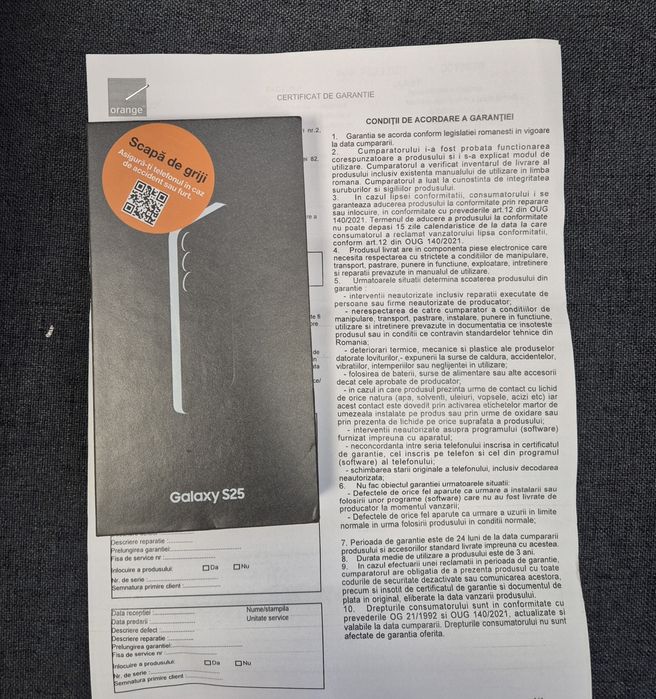 orange
CERTIFICAT DE GARANTIE
Scapă de griji
Asigură-ți telefonul în caz
de accident sau furt.
Galaxy S25
nr.2,
82,
CONDIȚII DE ACORDARE A GARANȚIEI
1. Garantia se acorda conform legislatiei romanesti in vigoare
la data cumpararii.
2. Cumparatorului i-a fost probata functionarea
corespunzatoare a produsului si i s-a explicat modul de
utilizare. Cumparatorul a verificat inventarul de livrare al
produsului inclusiv existenta manualului de utilizare in limba
romana. Cumparatorul a luat la cunostinta de integritatea
suruburilor si sigiliilor produsului.
3. In cazul lipsei conformitatii, consumatorului i se
garanteaza aducerea produsului la conformitate prin reparare
sau inlocuire, in conformitate cu prevederile art.12 din OUG
140/2021. Termenul de aducere a produsului la conformitate
nu poate depasi 15 zile calendaristice de la data la care
consumatorul a reclamat vanzatorului lipsa conformitatii,
conform art.12 din OUG 140/2021.
4. Produsul livrat are in componenta piese electronice care
necesita respectarea cu strictete a conditiilor de manipulare,
transport, pastrare, punere in functiune, exploatare, intretinere
si reparatii prevazute in manualul de utilizare.
5. Urmatoarele situatii determina scoaterea produsului din
garantie :
- interventii neautorizate inclusiv reparatii executate de
persoane sau firme neautorizate de producator;
- nerespectarea de catre cumparator a conditiilor de
manipulare, transport, pastrare, instalare, punere in functiune,
utilizare si intretinere prevazute in documentatia ce insoteste
produsul sau in conditii ce contravin standardelor tehnice din
Romania;
- deteriorari termice, mecanice si plastice ale produselor
datorate loviturilor,- expunerii la surse de caldura, accidentelor,
vibratiilor, intemperiilor sau neglijentei in utilizare;
- folosirea de baterii, surse de alimentare sau alte accesorii
decat cele aprobate de producator;
- in cazul in care produsul prezinta urme de contact cu lichid
de orice natura (apa, solventi, uleiuri, vopsele, acizi etc) iar
acest contact este dovedit prin activarea etichetelor martor de
umezeala instalate pe produs sau prin urme de oxidare sau
prin prezenta de lichide pe orice suprafata a produsului;
- interventii neautorizate asupra programului (software)
furnizat impreuna cu aparatul;
- neconcordanta intre seria telefonului inscrisa in certificatul
de garantie, cel inscris pe telefon si cel din programul
(software) al telefonului;
- schimbarea starii originale a telefonului, inclusiv decodarea
neautorizata;
6. Nu fac obiectul garantiei urmatoarele situatii:
- Defectele de orice fel aparute ca urmare a instalarii sau
folosirii unor programe (software) care nu au fost livrate de
producator la momentul vanzarii;
- Defectele de orice fel aparute ca urmare a uzurii in limite
normale in urma folosirii produsului in conditii normale;
7. Perioada de garantie este de 24 luni de la data cumpararii
produsului si accesoriilor standard livrate impreuna cu acesta.
8. Durata medie de utilizare a produsului este de 3 ani.
9. In cazul efectuarii unei reclamatii in perioada de garantie,
cumparatorul are obligatia de a prezenta produsul cu toate
codurile de securitate dezactivate sau comunicarea acestora,
precum si insotit de certificatul de garantie si documentul de
plata in original, eliberate la data vanzarii produsului.
10. Drepturile consumatorului sunt in conformitate cu
prevederile OG 21/1992 si OUG 140/2021, actualizate si
valabile la data cumpararii. Drepturile consumatorului nu sunt
afectate de garantia oferita.
Descriere reparatie :
Prelungirea garantiei:
Fisa de service nr :
Inlocuire a produsului: Da Nu
Nr. de serie :
Semnatura primire client :
Data receptiei : Nume/stampila
Data predarii : Unitate service
Descriere defect :
Descriere reparatie :
Prelungirea garantiei:
Fisa de service nr :
Inlocuire a produsului: Da Nu
Nr. de serie :
Semnatura primire client :